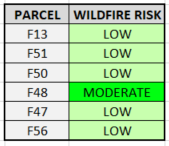 PARCEL WILDFIRE RISK
F13 LOW
F51 LOW
F50 LOW
F48 MODERATE
F47 LOW
F56 LOW